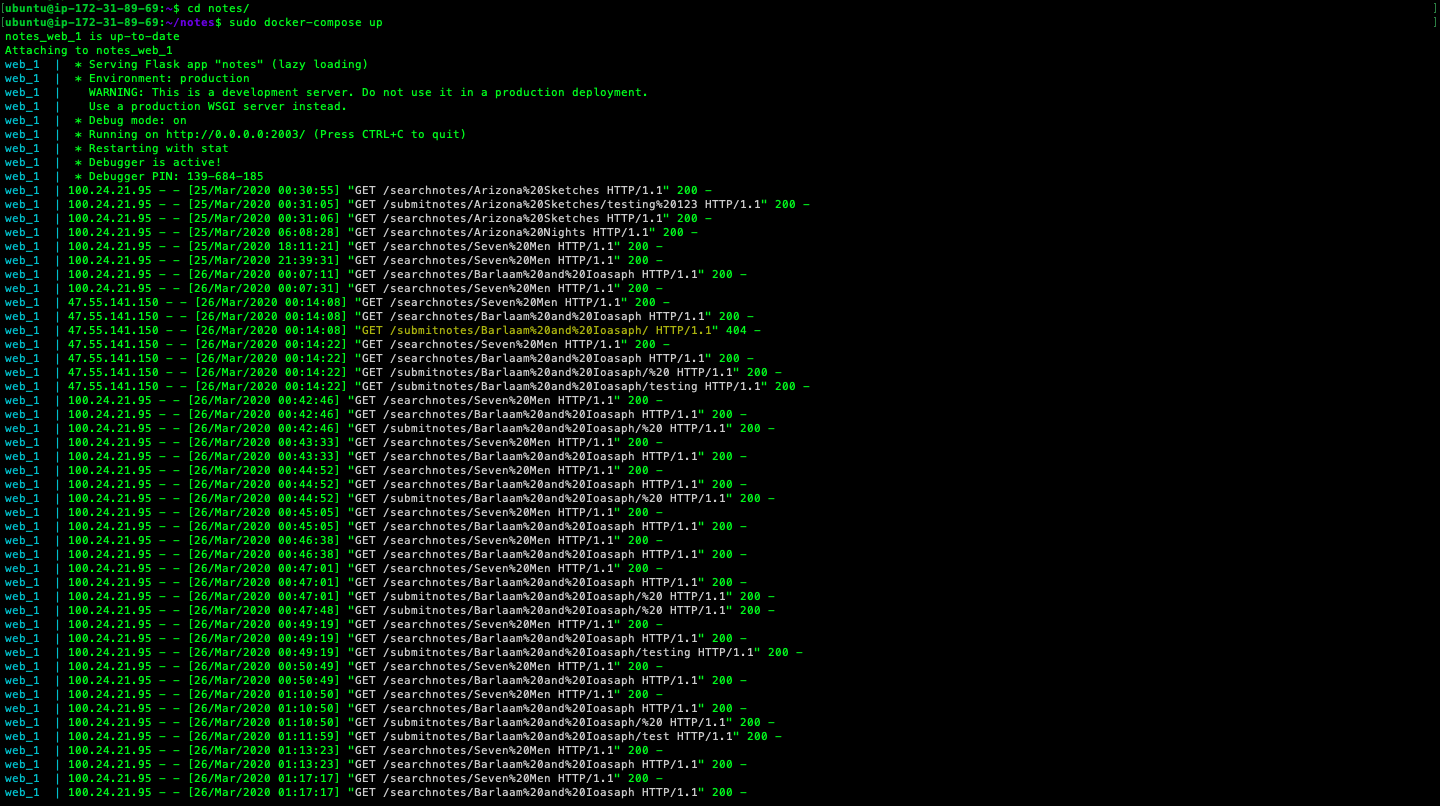 [ubuntu@ip-172-31-89-69:~$ cd notes/ ]
[ubuntu@ip-172-31-89-69:~/notes$ sudo docker-compose up ]
notes_web_1 is up-to-date
Attaching to notes_web_1
web_1  |  * Serving Flask app "notes" (lazy loading)
web_1  |  * Environment: production
web_1  |    WARNING: This is a development server. Do not use it in a production deployment.
web_1  |    Use a production WSGI server instead.
web_1  |  * Debug mode: on
web_1  |  * Running on http://0.0.0.0:2003/ (Press CTRL+C to quit)
web_1  |  * Restarting with stat
web_1  |  * Debugger is active!
web_1  |  * Debugger PIN: 139-684-185
web_1  | 100.24.21.95 - - [25/Mar/2020 00:30:55] "GET /searchnotes/Arizona%20Sketches HTTP/1.1" 200 -
web_1  | 100.24.21.95 - - [25/Mar/2020 00:31:05] "GET /submitnotes/Arizona%20Sketches/testing%20123 HTTP/1.1" 200 -
web_1  | 100.24.21.95 - - [25/Mar/2020 00:31:06] "GET /searchnotes/Arizona%20Sketches HTTP/1.1" 200 -
web_1  | 100.24.21.95 - - [25/Mar/2020 06:08:28] "GET /searchnotes/Arizona%20Nights HTTP/1.1" 200 -
web_1  | 100.24.21.95 - - [25/Mar/2020 18:11:21] "GET /searchnotes/Seven%20Men HTTP/1.1" 200 -
web_1  | 100.24.21.95 - - [25/Mar/2020 21:39:31] "GET /searchnotes/Seven%20Men HTTP/1.1" 200 -
web_1  | 100.24.21.95 - - [26/Mar/2020 00:07:11] "GET /searchnotes/Barlaam%20and%20Ioasaph HTTP/1.1" 200 -
web_1  | 100.24.21.95 - - [26/Mar/2020 00:07:31] "GET /searchnotes/Seven%20Men HTTP/1.1" 200 -
web_1  | 47.55.141.150 - - [26/Mar/2020 00:14:08] "GET /searchnotes/Seven%20Men HTTP/1.1" 200 -
web_1  | 47.55.141.150 - - [26/Mar/2020 00:14:08] "GET /searchnotes/Barlaam%20and%20Ioasaph HTTP/1.1" 200 -
web_1  | 47.55.141.150 - - [26/Mar/2020 00:14:08] "GET /submitnotes/Barlaam%20and%20Ioasaph/ HTTP/1.1" 404 -
web_1  | 47.55.141.150 - - [26/Mar/2020 00:14:22] "GET /searchnotes/Seven%20Men HTTP/1.1" 200 -
web_1  | 47.55.141.150 - - [26/Mar/2020 00:14:22] "GET /searchnotes/Barlaam%20and%20Ioasaph HTTP/1.1" 200 -
web_1  | 47.55.141.150 - - [26/Mar/2020 00:14:22] "GET /submitnotes/Barlaam%20and%20Ioasaph/%20 HTTP/1.1" 200 -
web_1  | 47.55.141.150 - - [26/Mar/2020 00:14:22] "GET /submitnotes/Barlaam%20and%20Ioasaph/testing HTTP/1.1" 200 -
web_1  | 100.24.21.95 - - [26/Mar/2020 00:42:46] "GET /searchnotes/Seven%20Men HTTP/1.1" 200 -
web_1  | 100.24.21.95 - - [26/Mar/2020 00:42:46] "GET /searchnotes/Barlaam%20and%20Ioasaph HTTP/1.1" 200 -
web_1  | 100.24.21.95 - - [26/Mar/2020 00:42:46] "GET /submitnotes/Barlaam%20and%20Ioasaph/%20 HTTP/1.1" 200 -
web_1  | 100.24.21.95 - - [26/Mar/2020 00:43:33] "GET /searchnotes/Seven%20Men HTTP/1.1" 200 -
web_1  | 100.24.21.95 - - [26/Mar/2020 00:43:33] "GET /searchnotes/Barlaam%20and%20Ioasaph HTTP/1.1" 200 -
web_1  | 100.24.21.95 - - [26/Mar/2020 00:44:52] "GET /searchnotes/Seven%20Men HTTP/1.1" 200 -
web_1  | 100.24.21.95 - - [26/Mar/2020 00:44:52] "GET /searchnotes/Barlaam%20and%20Ioasaph HTTP/1.1" 200 -
web_1  | 100.24.21.95 - - [26/Mar/2020 00:44:52] "GET /submitnotes/Barlaam%20and%20Ioasaph/%20 HTTP/1.1" 200 -
web_1  | 100.24.21.95 - - [26/Mar/2020 00:45:05] "GET /searchnotes/Seven%20Men HTTP/1.1" 200 -
web_1  | 100.24.21.95 - - [26/Mar/2020 00:45:05] "GET /searchnotes/Barlaam%20and%20Ioasaph HTTP/1.1" 200 -
web_1  | 100.24.21.95 - - [26/Mar/2020 00:46:38] "GET /searchnotes/Seven%20Men HTTP/1.1" 200 -
web_1  | 100.24.21.95 - - [26/Mar/2020 00:46:38] "GET /searchnotes/Barlaam%20and%20Ioasaph HTTP/1.1" 200 -
web_1  | 100.24.21.95 - - [26/Mar/2020 00:47:01] "GET /searchnotes/Seven%20Men HTTP/1.1" 200 -
web_1  | 100.24.21.95 - - [26/Mar/2020 00:47:01] "GET /searchnotes/Barlaam%20and%20Ioasaph HTTP/1.1" 200 -
web_1  | 100.24.21.95 - - [26/Mar/2020 00:47:01] "GET /submitnotes/Barlaam%20and%20Ioasaph/%20 HTTP/1.1" 200 -
web_1  | 100.24.21.95 - - [26/Mar/2020 00:47:48] "GET /submitnotes/Barlaam%20and%20Ioasaph/%20 HTTP/1.1" 200 -
web_1  | 100.24.21.95 - - [26/Mar/2020 00:49:19] "GET /searchnotes/Seven%20Men HTTP/1.1" 200 -
web_1  | 100.24.21.95 - - [26/Mar/2020 00:49:19] "GET /searchnotes/Barlaam%20and%20Ioasaph HTTP/1.1" 200 -
web_1  | 100.24.21.95 - - [26/Mar/2020 00:49:19] "GET /submitnotes/Barlaam%20and%20Ioasaph/testing HTTP/1.1" 200 -
web_1  | 100.24.21.95 - - [26/Mar/2020 00:50:49] "GET /searchnotes/Seven%20Men HTTP/1.1" 200 -
web_1  | 100.24.21.95 - - [26/Mar/2020 00:50:49] "GET /searchnotes/Barlaam%20and%20Ioasaph HTTP/1.1" 200 -
web_1  | 100.24.21.95 - - [26/Mar/2020 01:10:50] "GET /searchnotes/Seven%20Men HTTP/1.1" 200 -
web_1  | 100.24.21.95 - - [26/Mar/2020 01:10:50] "GET /searchnotes/Barlaam%20and%20Ioasaph HTTP/1.1" 200 -
web_1  | 100.24.21.95 - - [26/Mar/2020 01:10:50] "GET /submitnotes/Barlaam%20and%20Ioasaph/%20 HTTP/1.1" 200 -
web_1  | 100.24.21.95 - - [26/Mar/2020 01:11:59] "GET /submitnotes/Barlaam%20and%20Ioasaph/test HTTP/1.1" 200 -
web_1  | 100.24.21.95 - - [26/Mar/2020 01:13:23] "GET /searchnotes/Seven%20Men HTTP/1.1" 200 -
web_1  | 100.24.21.95 - - [26/Mar/2020 01:13:23] "GET /searchnotes/Barlaam%20and%20Ioasaph HTTP/1.1" 200 -
web_1  | 100.24.21.95 - - [26/Mar/2020 01:17:17] "GET /searchnotes/Seven%20Men HTTP/1.1" 200 -
web_1  | 100.24.21.95 - - [26/Mar/2020 01:17:17] "GET /searchnotes/Barlaam%20and%20Ioasaph HTTP/1.1" 200 -